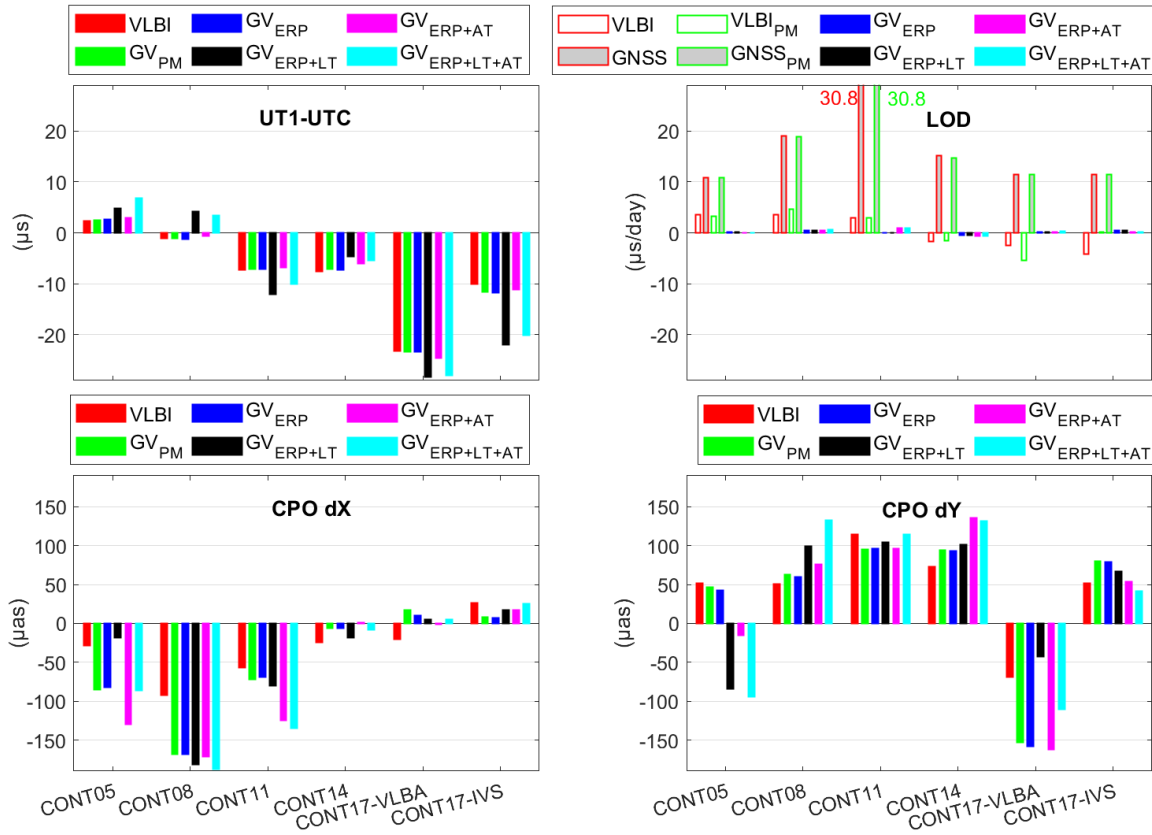 VLBI GV_ERP GV_ERP+AT
GV_PM GV_ERP+LT GV_ERP+LT+AT
VLBI VLBI_PM GV_ERP GV_ERP+AT
GNSS GNSS_PM GV_ERP+LT GV_ERP+LT+AT
UT1-UTC
(µs)
20
10
0
-10
-20
30.8 30.8
LOD
(µs/day)
20
10
0
-10
-20
VLBI GV_ERP GV_ERP+AT
GV_PM GV_ERP+LT GV_ERP+LT+AT
VLBI GV_ERP GV_ERP+AT
GV_PM GV_ERP+LT GV_ERP+LT+AT
CPO dX
(µas)
150
100
50
0
-50
-100
-150
CONT05 CONT08 CONT11 CONT14 CONT17-VLBA CONT17-IVS
CPO dY
(µas)
150
100
50
0
-50
-100
-150
CONT05 CONT08 CONT11 CONT14 CONT17-VLBA CONT17-IVS